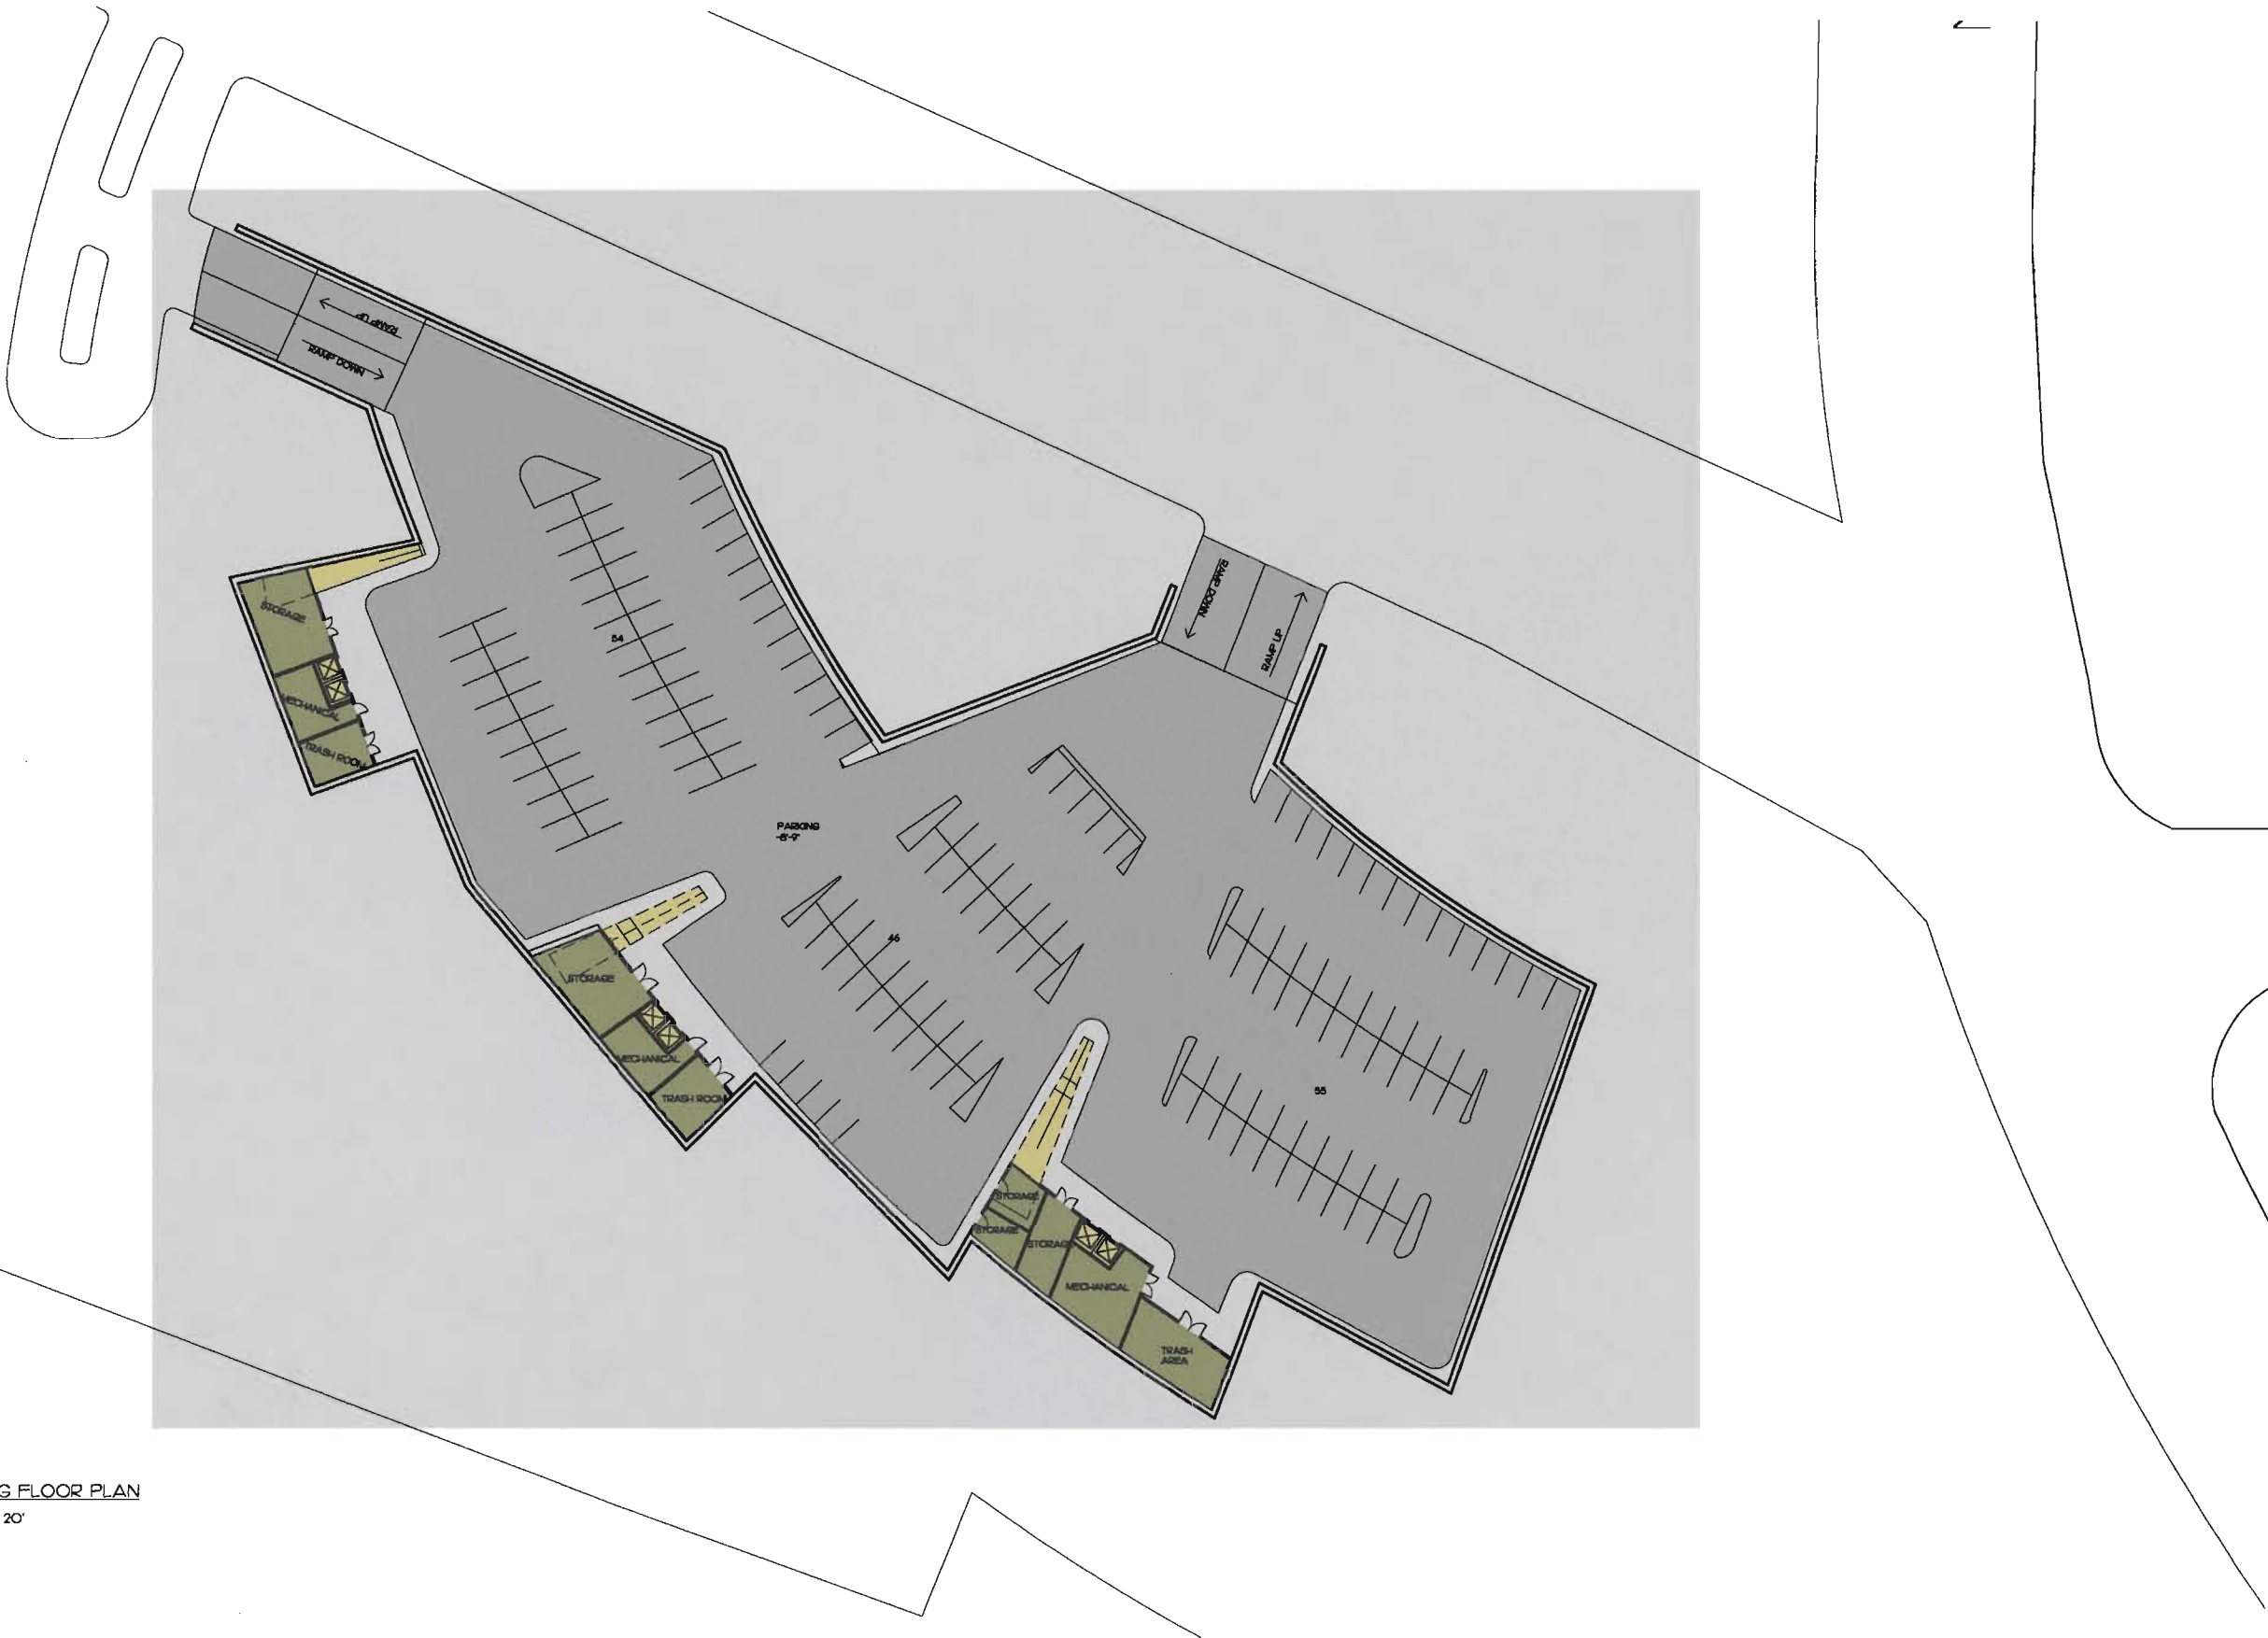 RAMP UP
RAMP DOWN
RAMP DOWN
RAMP UP
STORAGE
54
MECHANICAL
TRASH ROOM
PARKING
-8'-9"
46
STORAGE
MECHANICAL
TRASH ROOM
55
STORAGE
STORAGE
STORAGE
MECHANICAL
TRASH
AREA
G FLOOR PLAN
20'